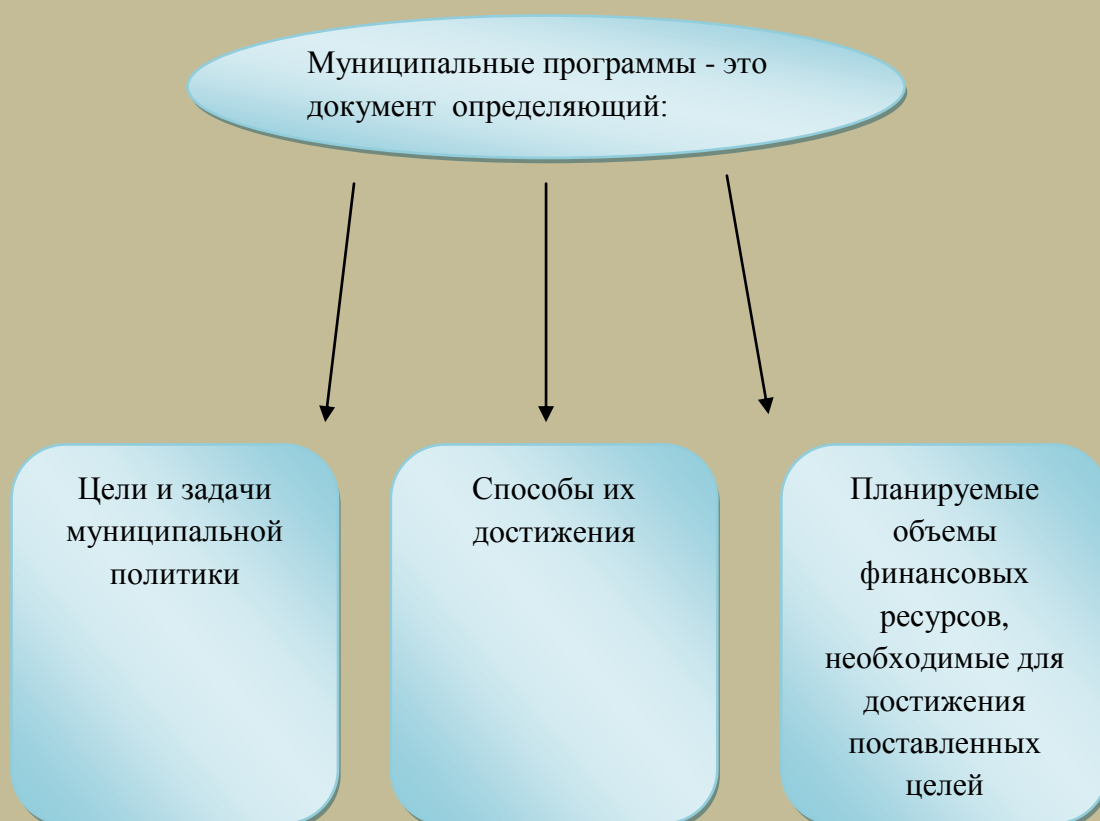 Муниципальные программы - это
документ определяющий:
Цели и задачи
муниципальной
политики
Способы их
достижения
Планируемые
объемы
финансовых
ресурсов,
необходимые для
достижения
поставленных
целей